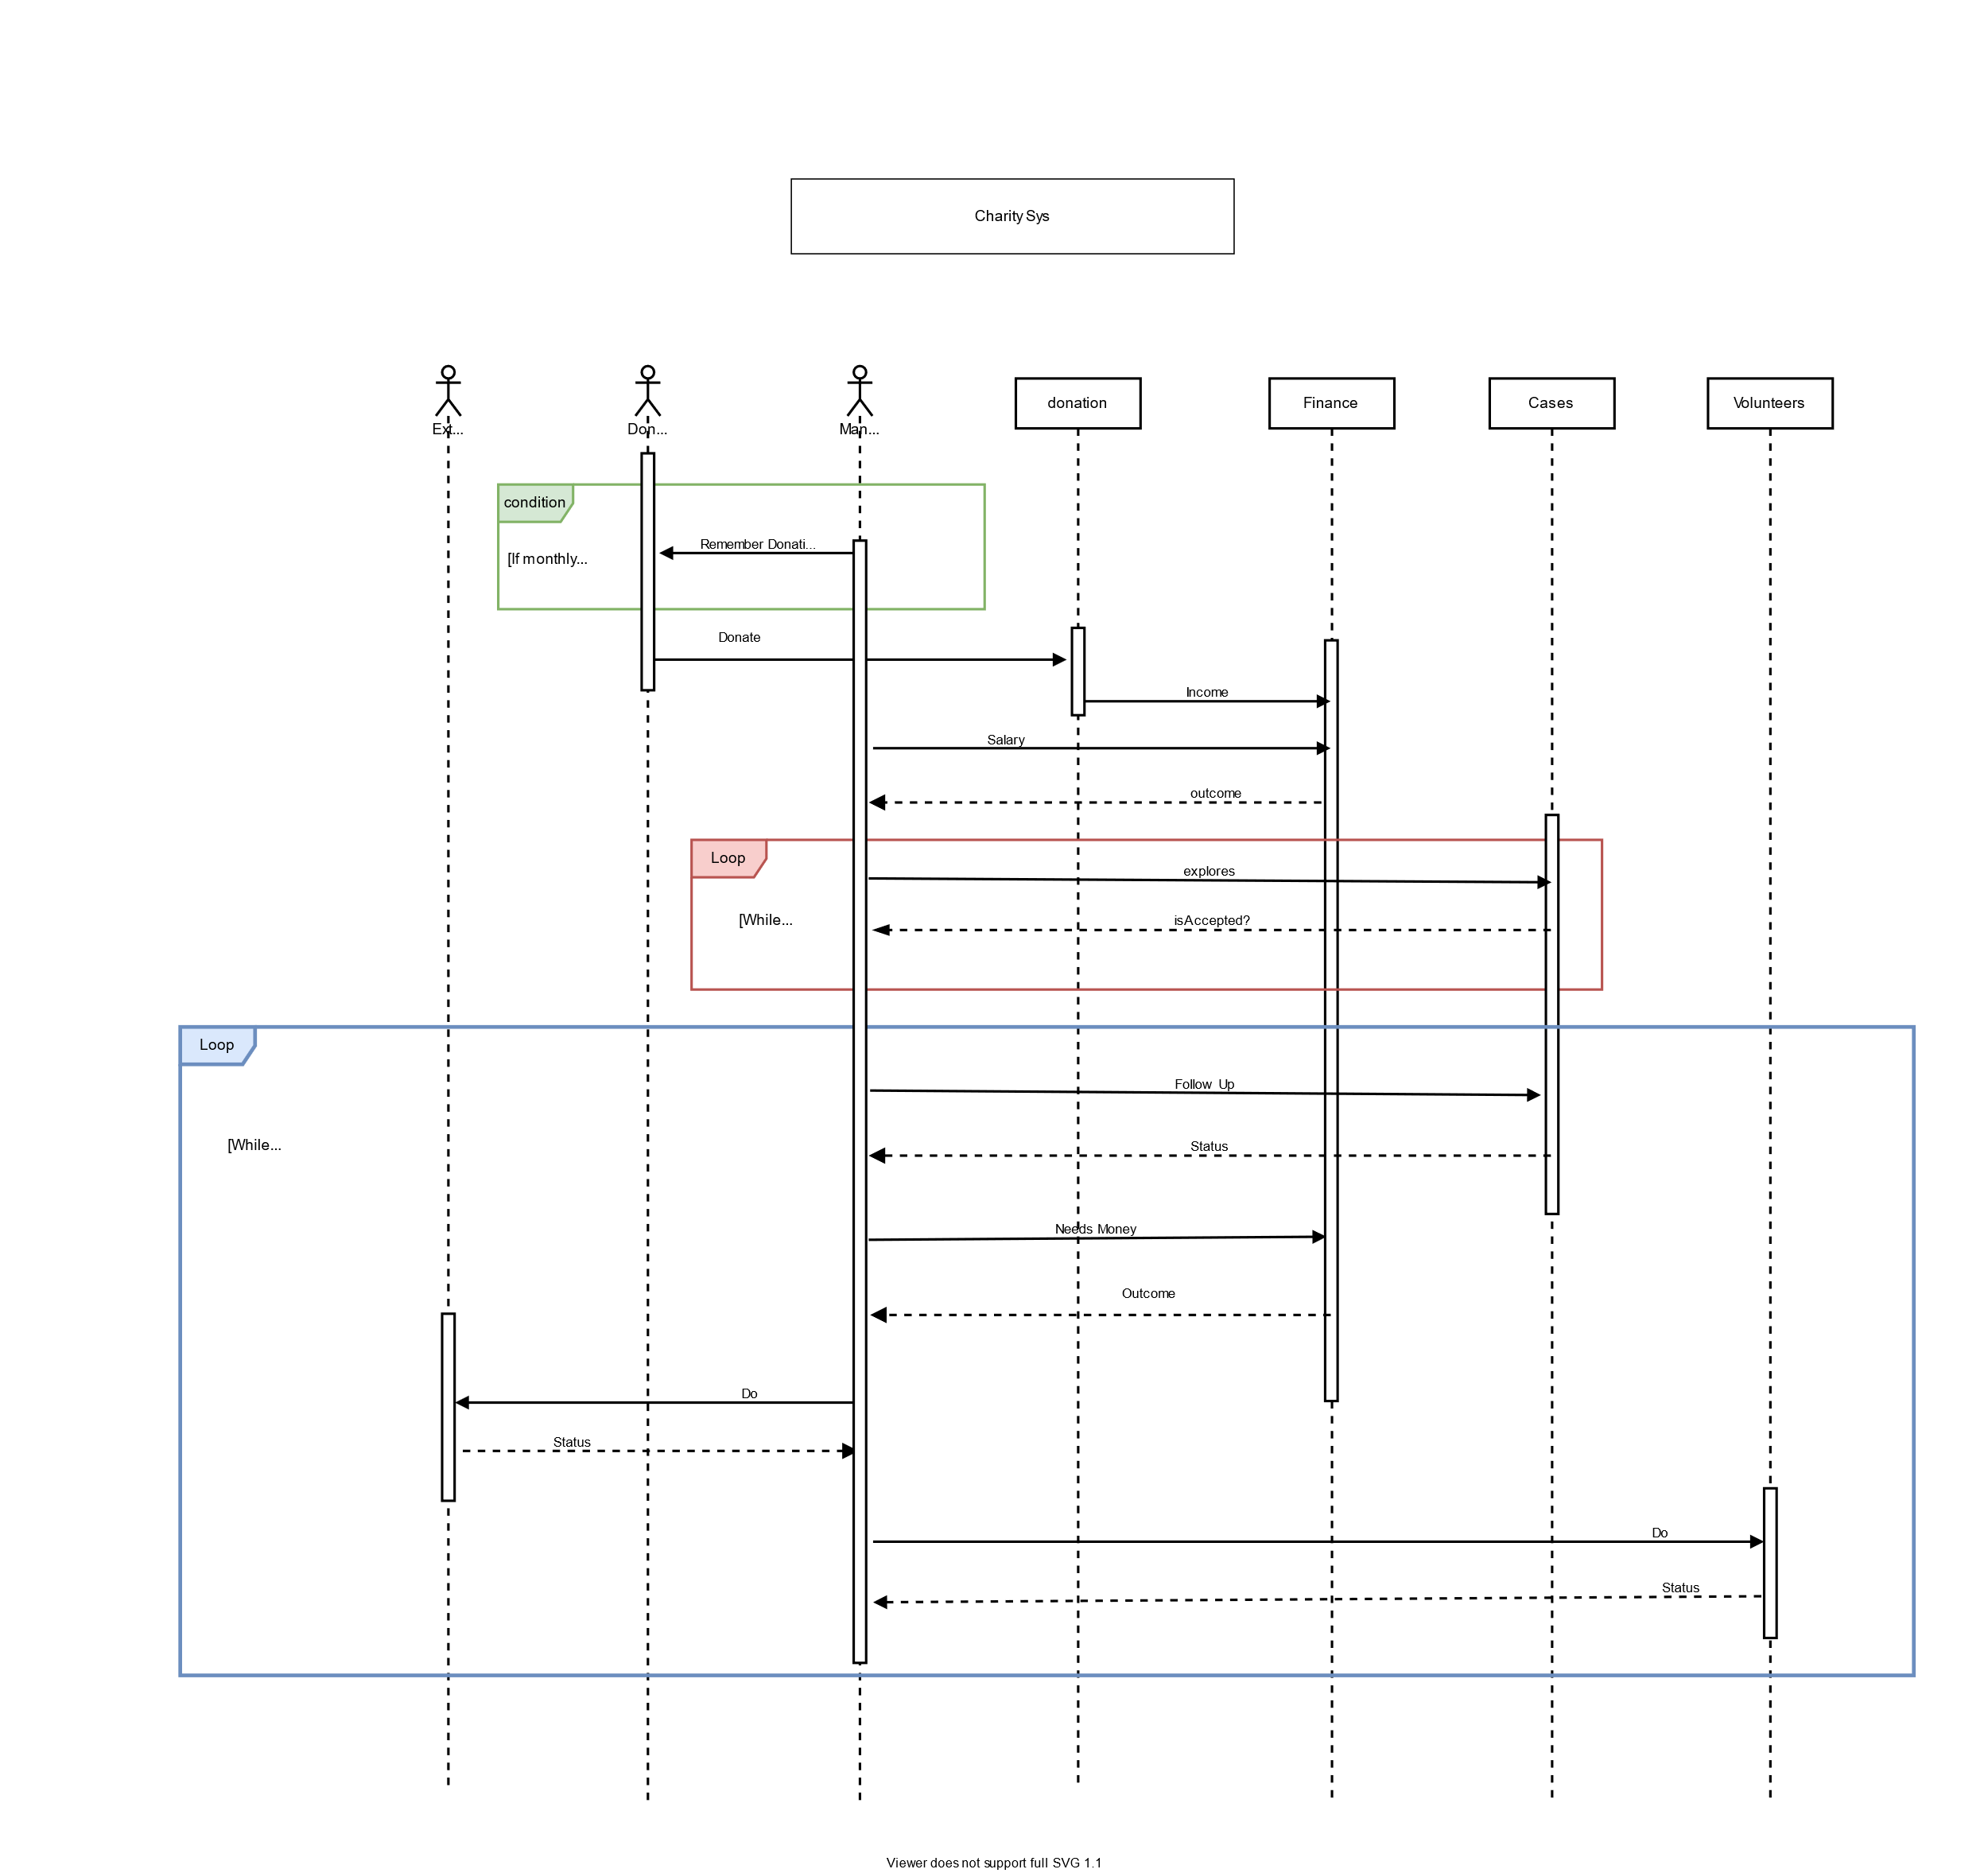 Charity Sys
Ext...
Don...
Man...
donation
Finance
Cases
Volunteers
condition
[If monthly...
Remember Donati...
Donate
Income
Salary
outcome
Loop
explores
[While...
isAccepted?
Loop
Follow Up
[While...
Status
Needs Money
Outcome
Do
Status
Do
Status
Viewer does not support full SVG 1.1